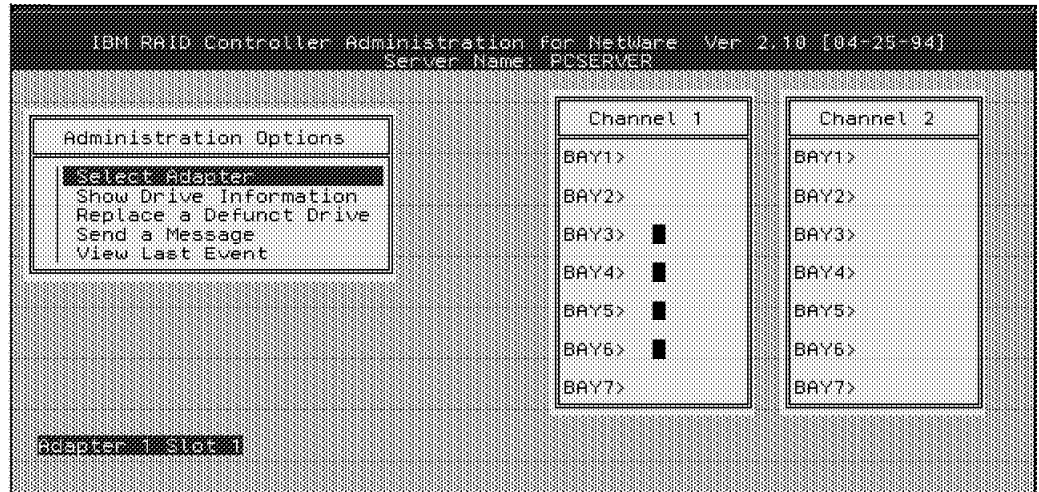 IBM RAID Controller Administration for NetWare  Ver 2.10 [04-25-94]
Server Name: PCSERVER
Administration Options
Select Adapter
Show Drive Information
Replace a Defunct Drive
Send a Message
View Last Event
Channel 1
BAY1>
BAY2>
BAY3>
BAY4>
BAY5>
BAY6>
BAY7>
Channel 2
BAY1>
BAY2>
BAY3>
BAY4>
BAY5>
BAY6>
BAY7>
Adapter 1 Slot 1